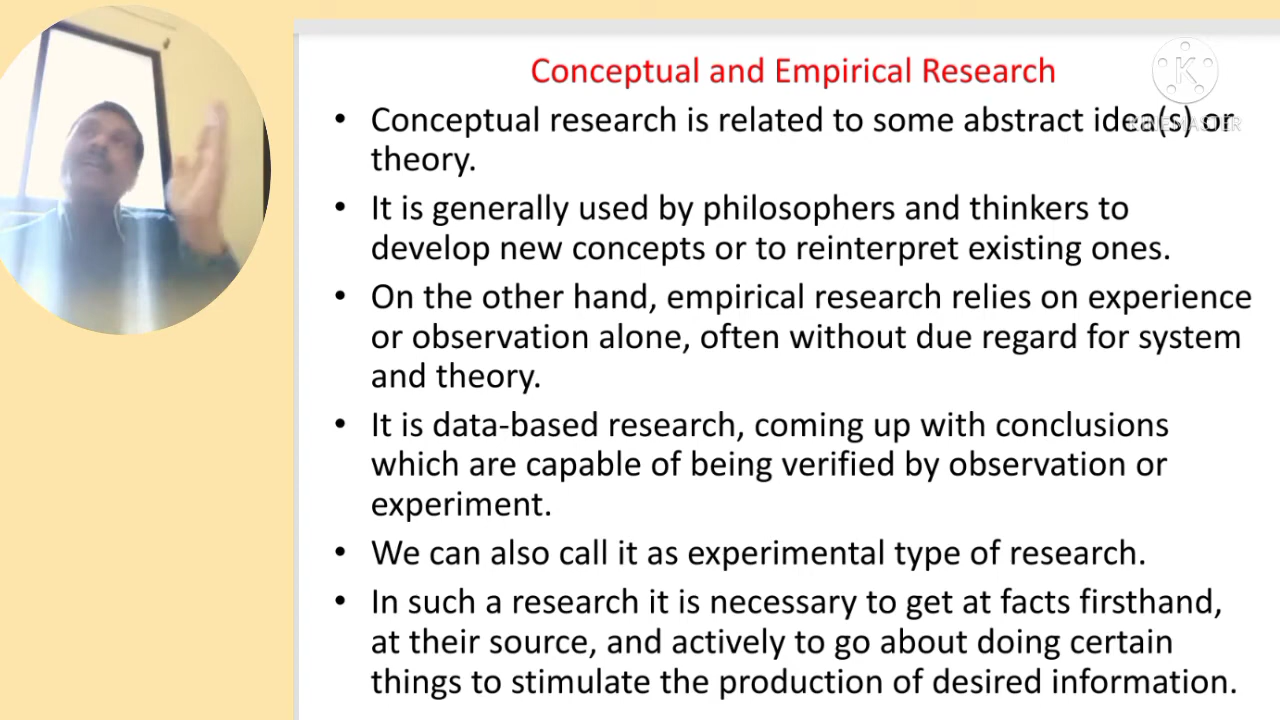 Conceptual and Empirical Research
K
KINEMASTER
• Conceptual research is related to some abstract idea(s) or
theory.
• It is generally used by philosophers and thinkers to
develop new concepts or to reinterpret existing ones.
• On the other hand, empirical research relies on experience
or observation alone, often without due regard for system
and theory.
• It is data-based research, coming up with conclusions
which are capable of being verified by observation or
experiment.
• We can also call it as experimental type of research.
• In such a research it is necessary to get at facts firsthand,
at their source, and actively to go about doing certain
things to stimulate the production of desired information.